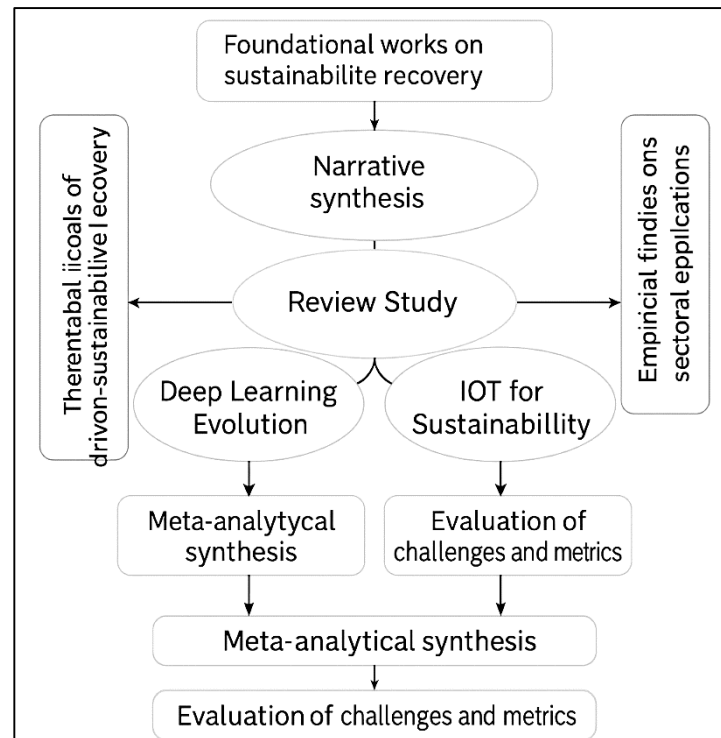 Foundational works on
sustainabilite recovery
Narrative
synthesis
Therentabal iicoals of
drivon-sustainabilivel ecovery
Review Study
Empincial findies ons
sectoral epplications
Deep Learning
Evolution
IOT for
Sustainabillity
Meta-analytycal
synthesis
Evaluation of
challenges and metrics
Meta-analytical synthesis
Evaluation of challenges and metrics